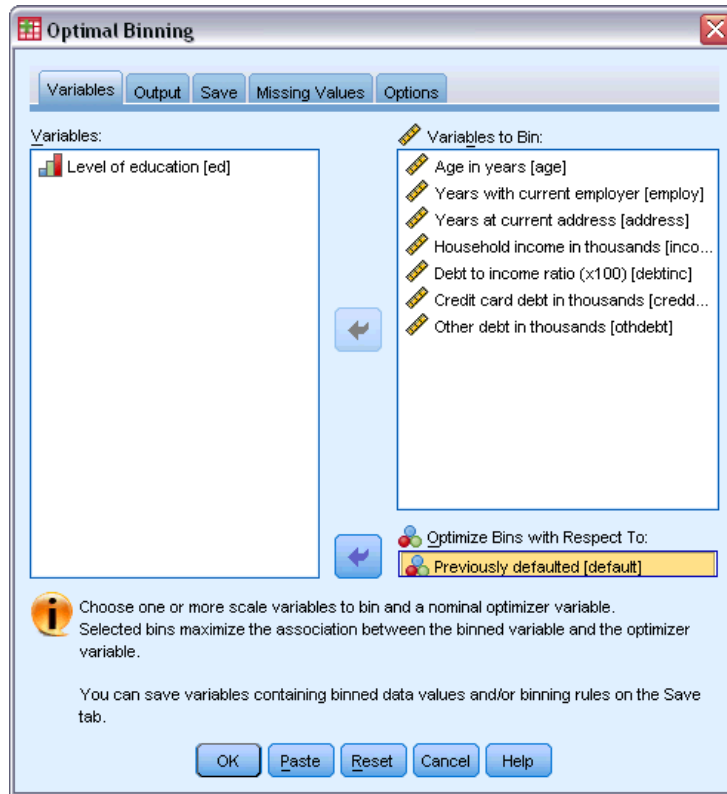 Optimal Binning
Variables Output Save Missing Values Options
Variables:
Level of education [ed]
Variables to Bin:
Age in years [age]
Years with current employer [employ]
Years at current address [address]
Household income in thousands [inco...
Debt to income ratio (x100) [debtinc]
Credit card debt in thousands [credd...
Other debt in thousands [othdebt]
Optimize Bins with Respect To:
Previously defaulted [default]
Choose one or more scale variables to bin and a nominal optimizer variable.
Selected bins maximize the association between the binned variable and the optimizer
variable.
You can save variables containing binned data values and/or binning rules on the Save
tab.
OK Paste Reset Cancel Help